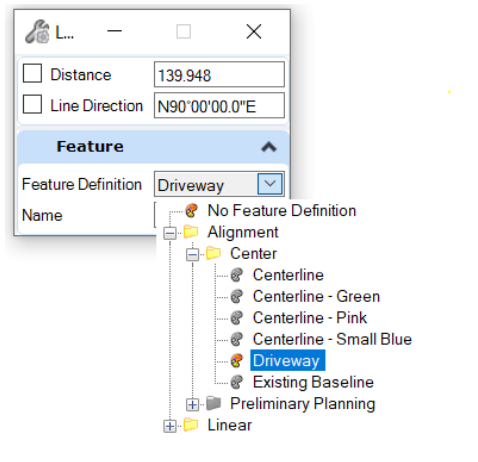 L...
Distance 139.948
Line Direction N90°00'00.0"E
Feature
Feature Definition Driveway
Name
No Feature Definition
Alignment
Center
Centerline
Centerline - Green
Centerline - Pink
Centerline - Small Blue
Driveway
Existing Baseline
Preliminary Planning
Linear